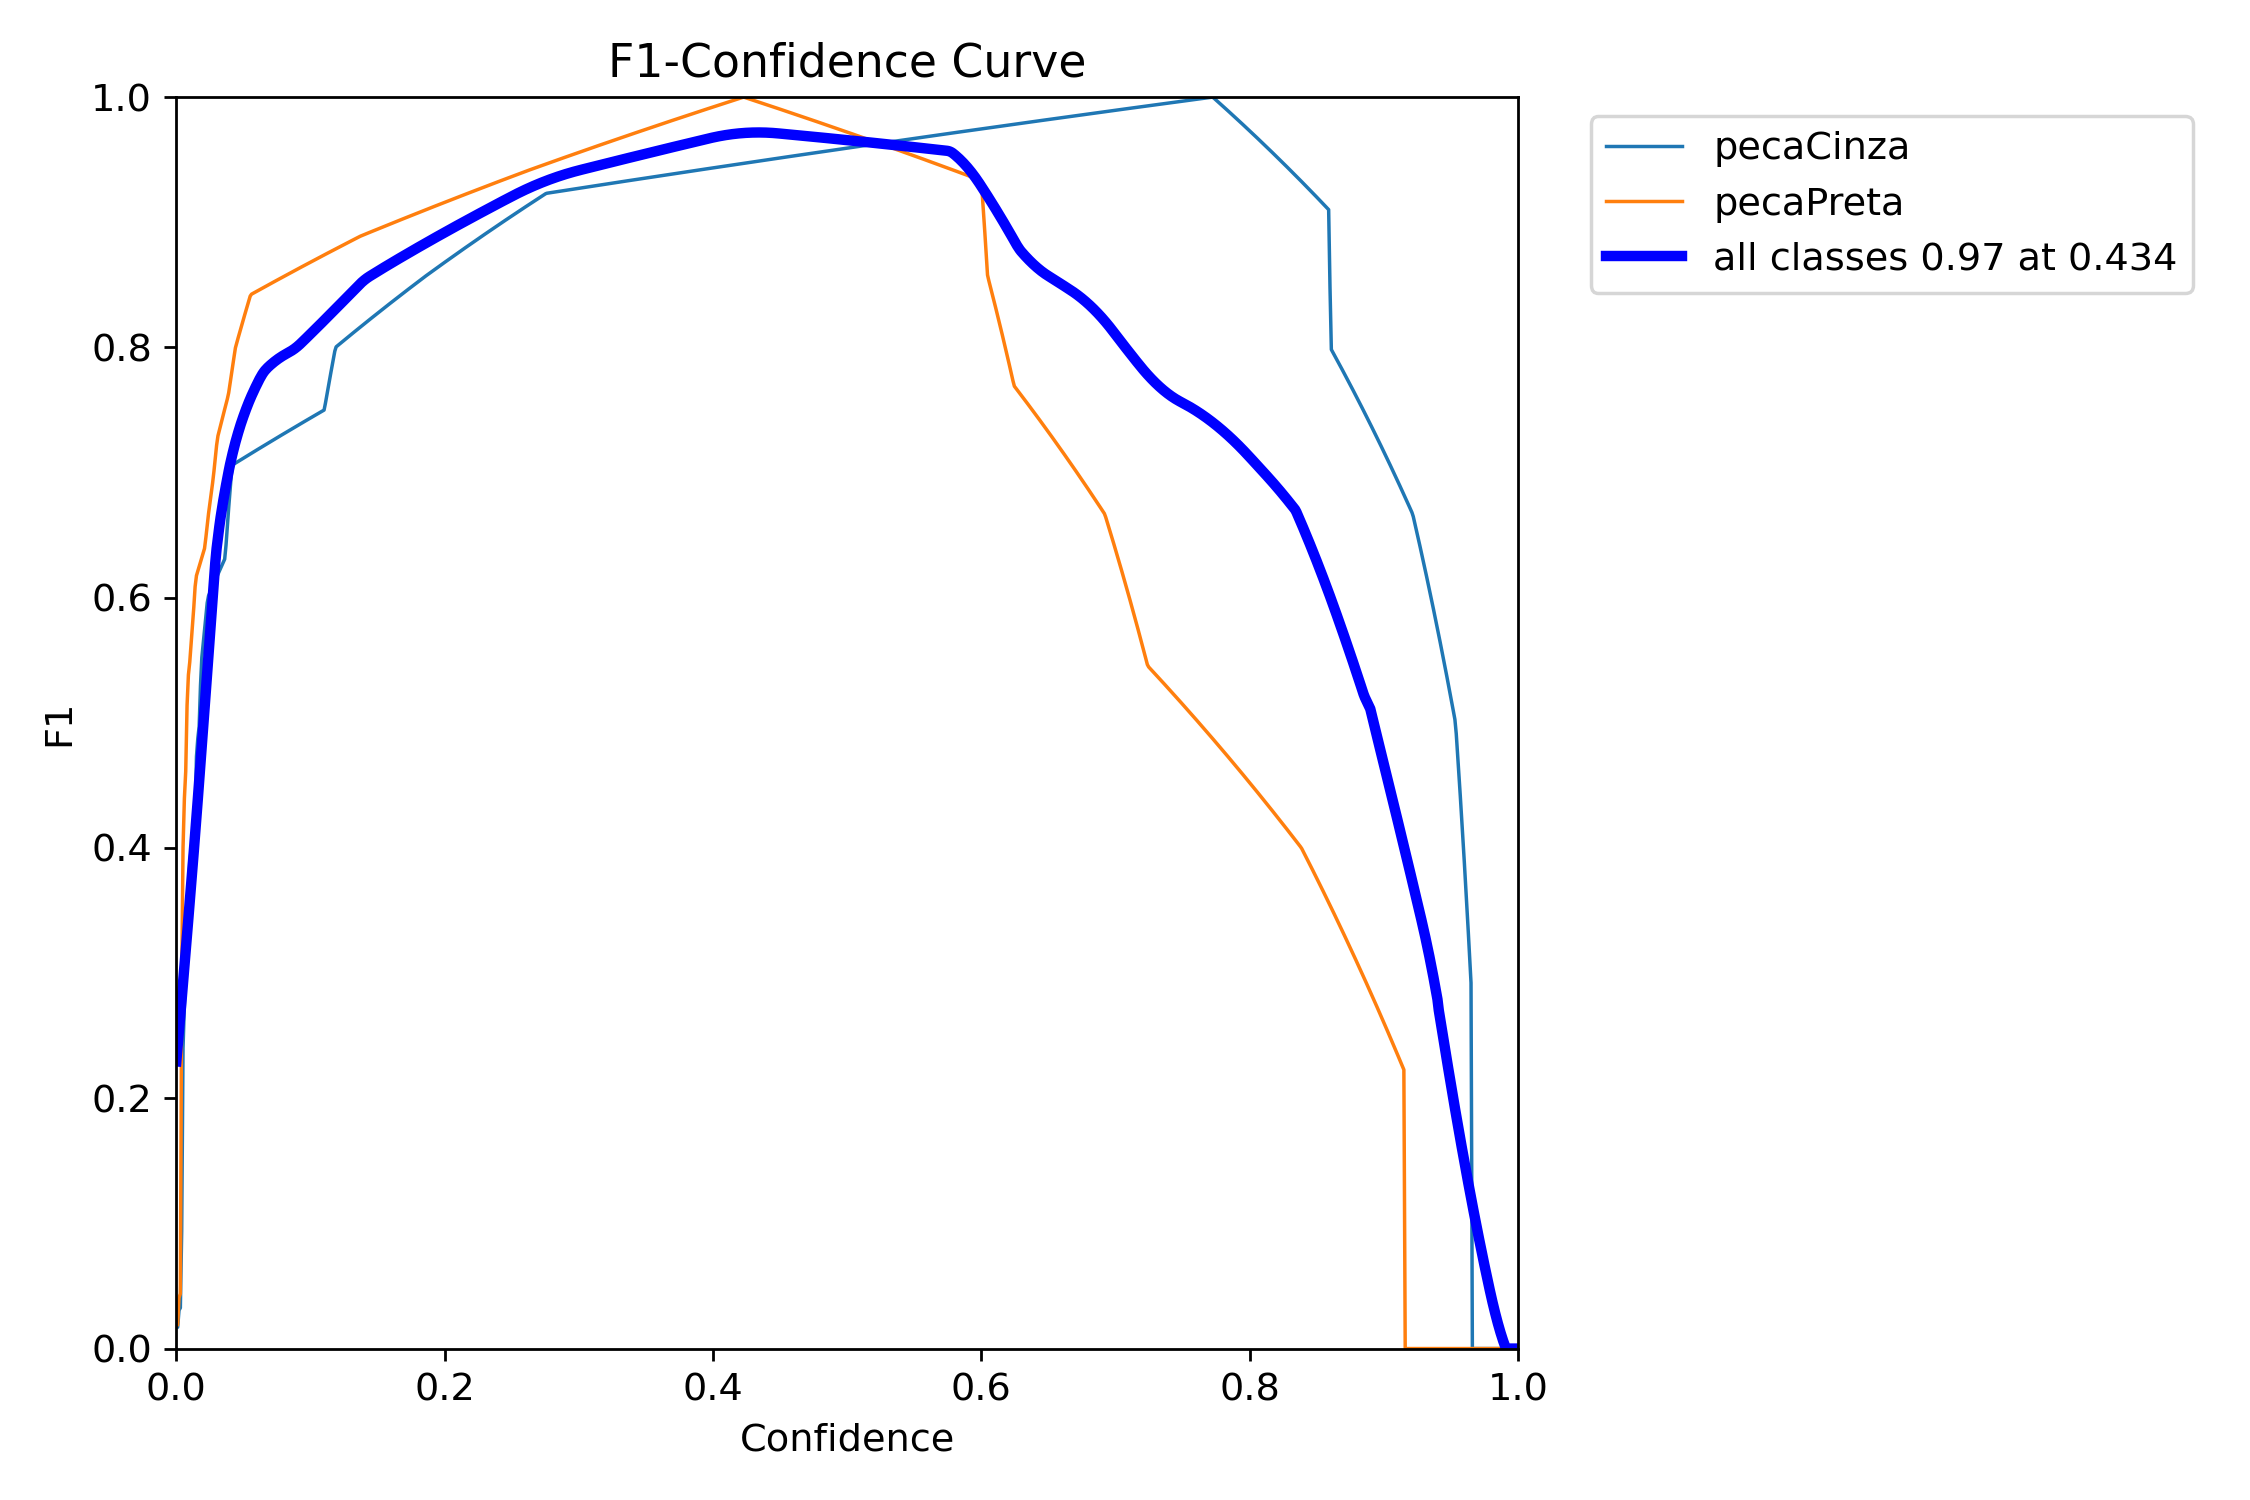 F1-Confidence Curve
1.0
0.8
0.6
0.4
0.2
0.0
F1
0.0 0.2 0.4 0.6 0.8 1.0
Confidence
pecaCinza
pecaPreta
all classes 0.97 at 0.434